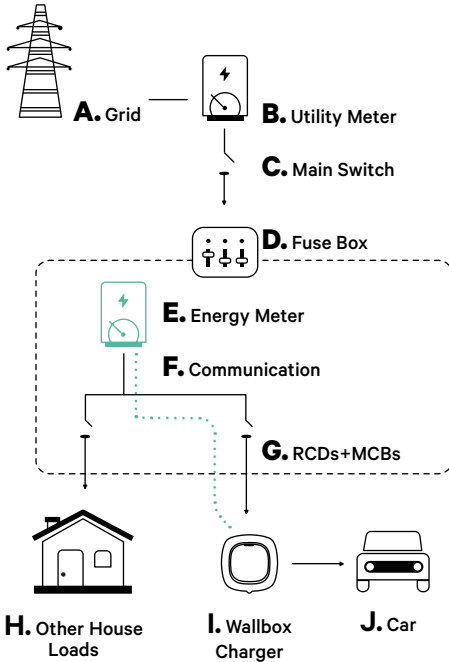 A. Grid
B. Utility Meter
C. Main Switch
D. Fuse Box
E. Energy Meter
F. Communication
G. RCDs+MCBs
H. Other House
Loads
I. Wallbox
Charger
J. Car